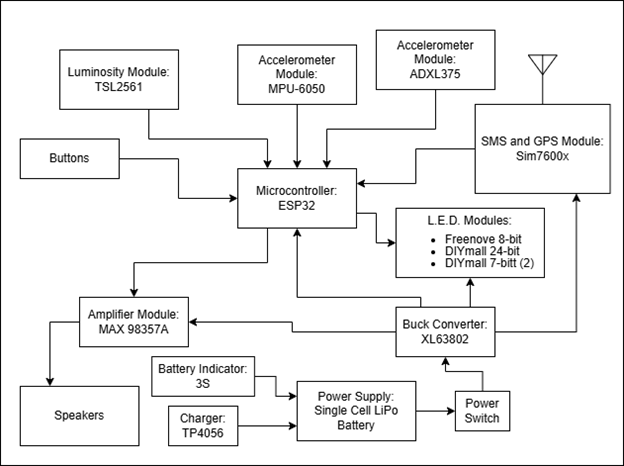 Luminosity Module:
TSL2561
Accelerometer
Module:
MPU-6050
Accelerometer
Module:
ADXL375
SMS and GPS Module:
Sim7600x
Buttons
Microcontroller:
ESP32
L.E.D. Modules:
• Freenove 8-bit
• DIYmall 24-bit
• DIYmall 7-bitt (2)
Amplifier Module:
MAX 98357A
Buck Converter:
XL63802
Battery Indicator:
3S
Power Supply:
Single Cell LiPo
Battery
Power
Switch
Speakers
Charger:
TP4056